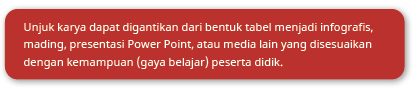 Unjuk karya dapat digantikan dari bentuk tabel menjadi infografis,
mading, presentasi Power Point, atau media lain yang disesuaikan
dengan kemampuan (gaya belajar) peserta didik.